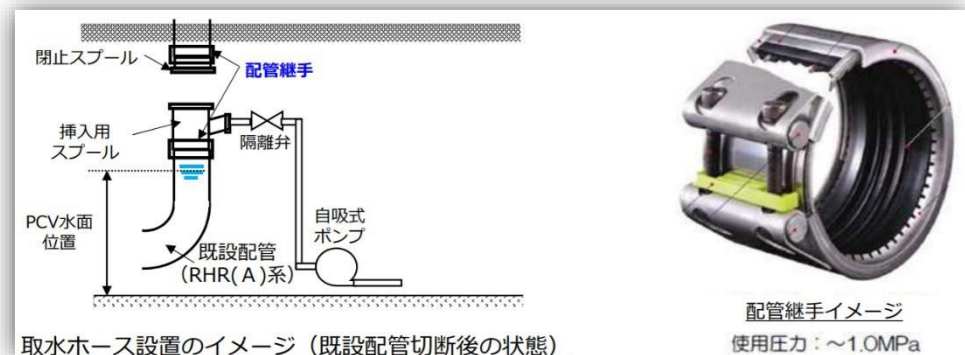 閉止スプール
配管継手
挿入用
スプール
隔離弁
PCV水面
位置
自吸式
ポンプ
既設配管
(RHR(A)系)
取水ホース設置のイメージ（既設配管切断後の状態）
配管継手イメージ
使用圧力：～1.0MPa